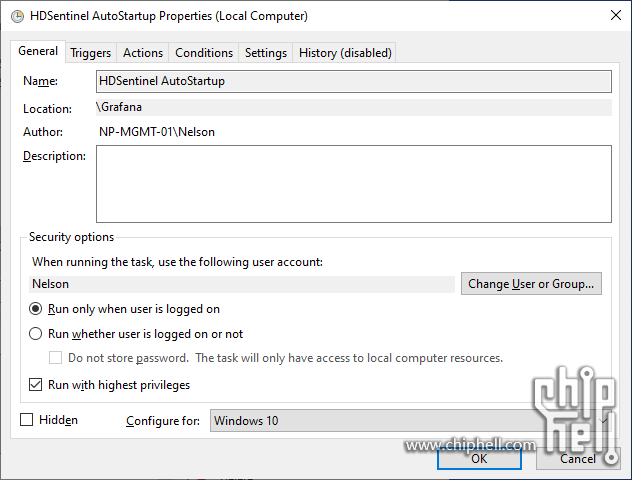 HDSentinel AutoStartup Properties (Local Computer)
General Triggers Actions Conditions Settings History (disabled)
Name: HDSentinel AutoStartup
Location: \Grafana
Author: NP-MGMT-01\Nelson
Description:
Security options
When running the task, use the following user account:
Nelson Change User or Group...
Run only when user is logged on
Run whether user is logged on or not
Do not store password. The task will only have access to local computer resources.
Run with highest privileges
Hidden Configure for: Windows 10
chip
hell
www.chiphell.com
OK Cancel